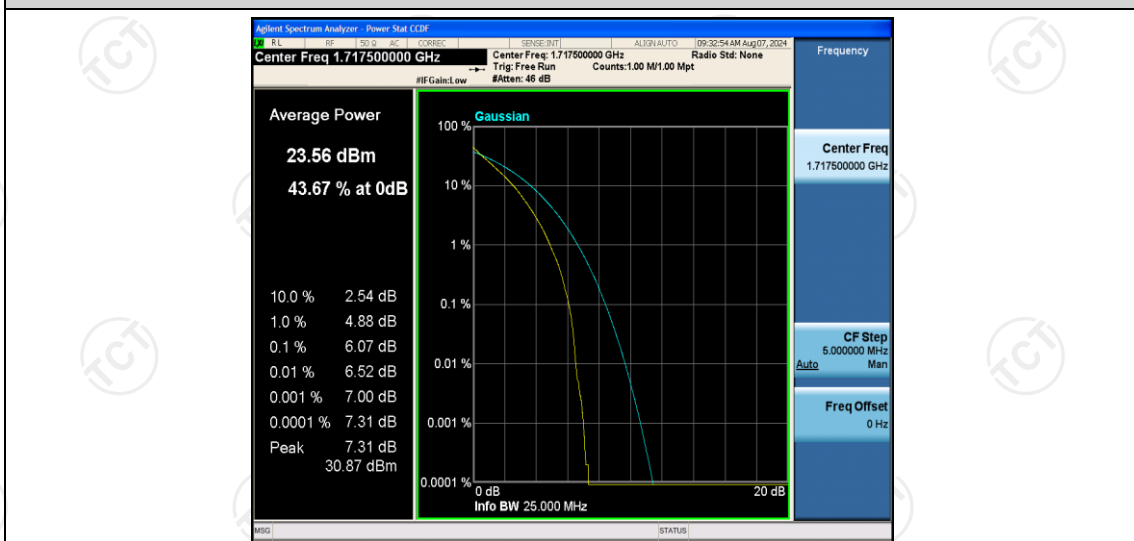 Agilent Spectrum Analyzer - Power Stat CCDF
LXI RL RF 50 Ω AC CORREC SENSE:INT ALIGN AUTO 09:32:54 AM Aug 07, 2024
Center Freq 1.717500000 GHz
Center Freq: 1.717500000 GHz Radio Std: None
Trig: Free Run Counts:1.00 M/1.00 Mpt
#IFGain:Low #Atten: 46 dB
Frequency
Average Power
23.56 dBm
43.67 % at 0dB
10.0 % 2.54 dB
1.0 % 4.88 dB
0.1 % 6.07 dB
0.01 % 6.52 dB
0.001 % 7.00 dB
0.0001 % 7.31 dB
Peak 7.31 dB
30.87 dBm
Gaussian
100 %
10 %
1 %
0.1 %
0.01 %
0.001 %
0.0001 %
0 dB 20 dB
Info BW 25.000 MHz
Center Freq
1.717500000 GHz
CF Step
5.000000 MHz
Auto Man
Freq Offset
0 Hz
MSG STATUS
TCT
TCT
TCT
TCT